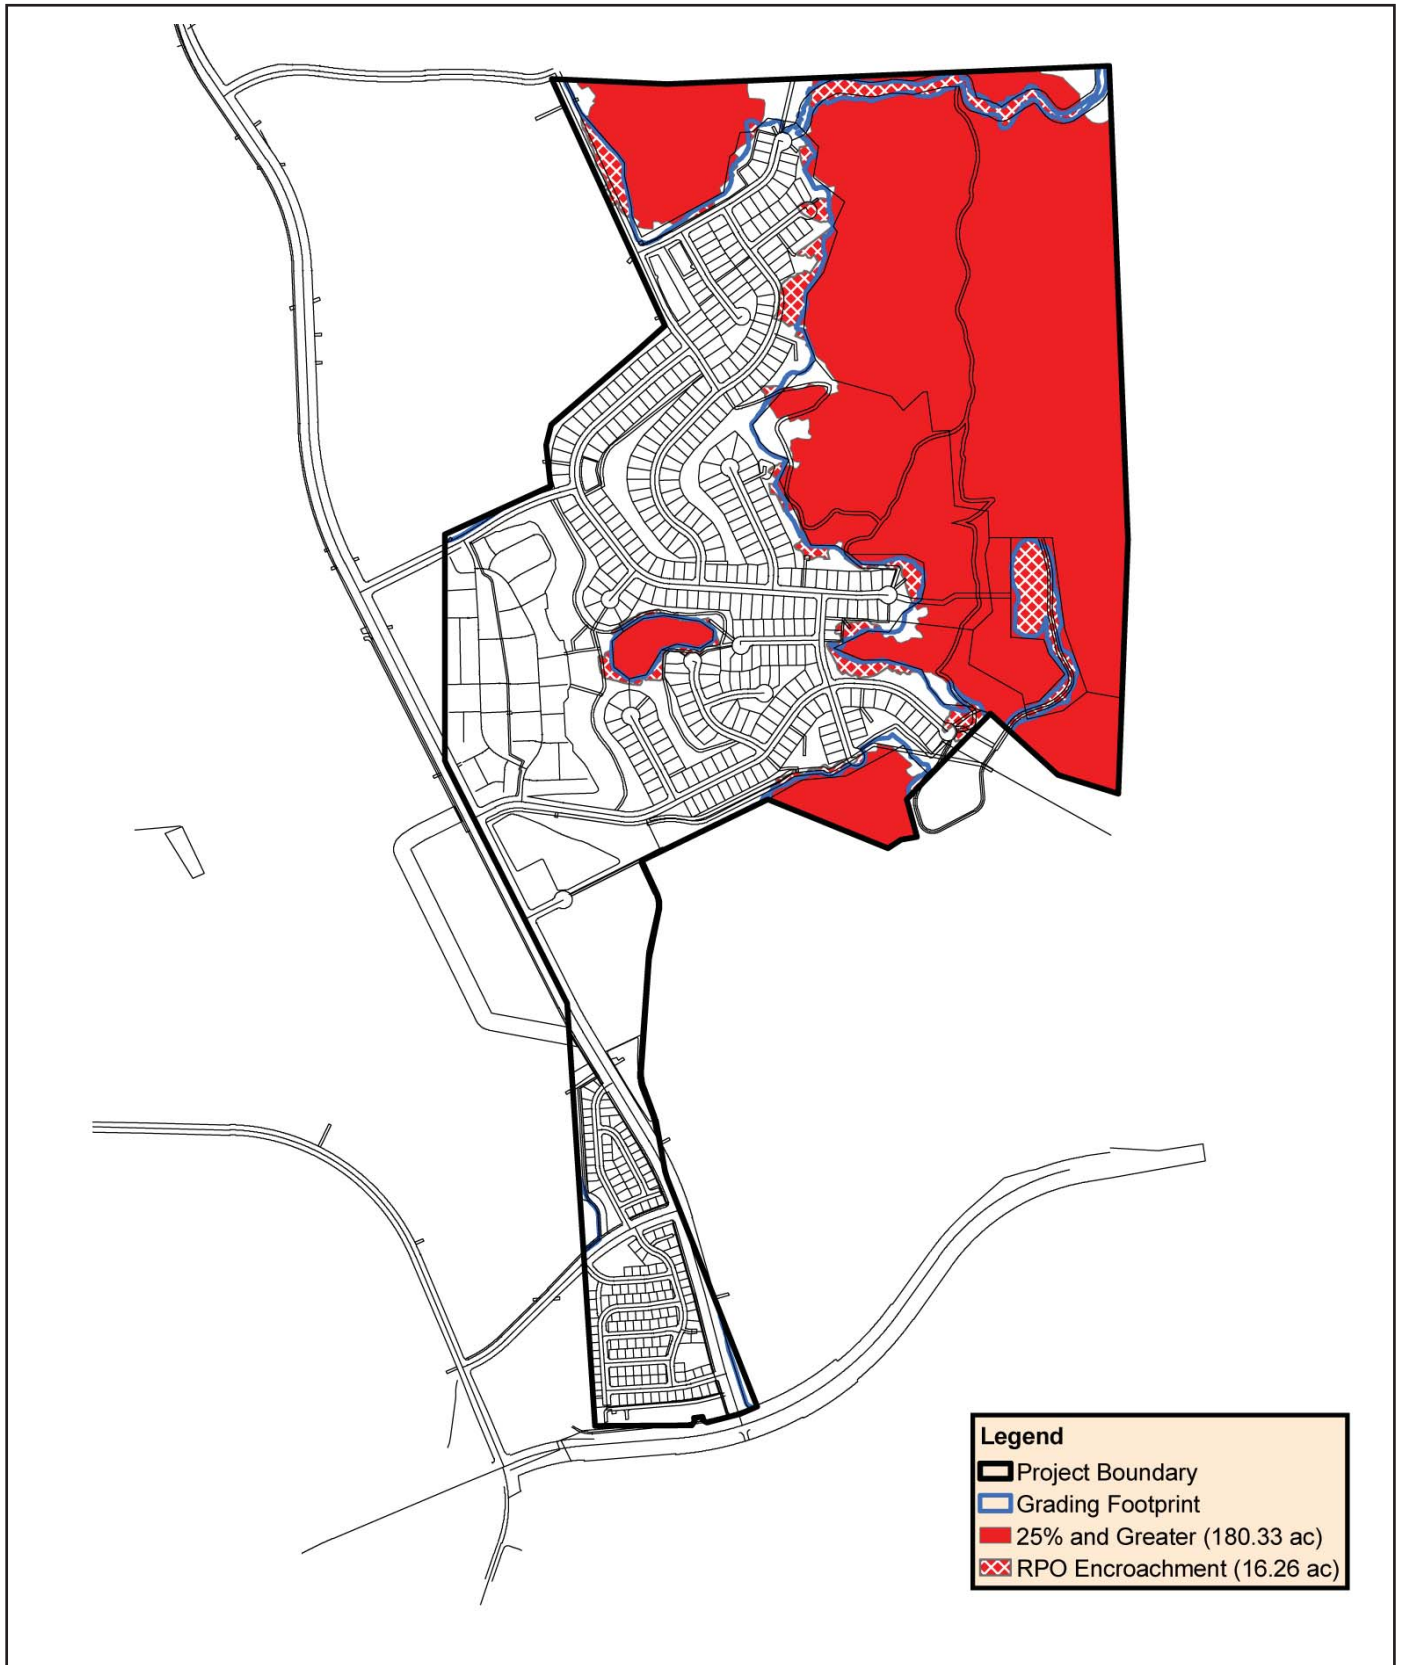 Legend
Project Boundary
Grading Footprint
25% and Greater (180.33 ac)
RPO Encroachment (16.26 ac)